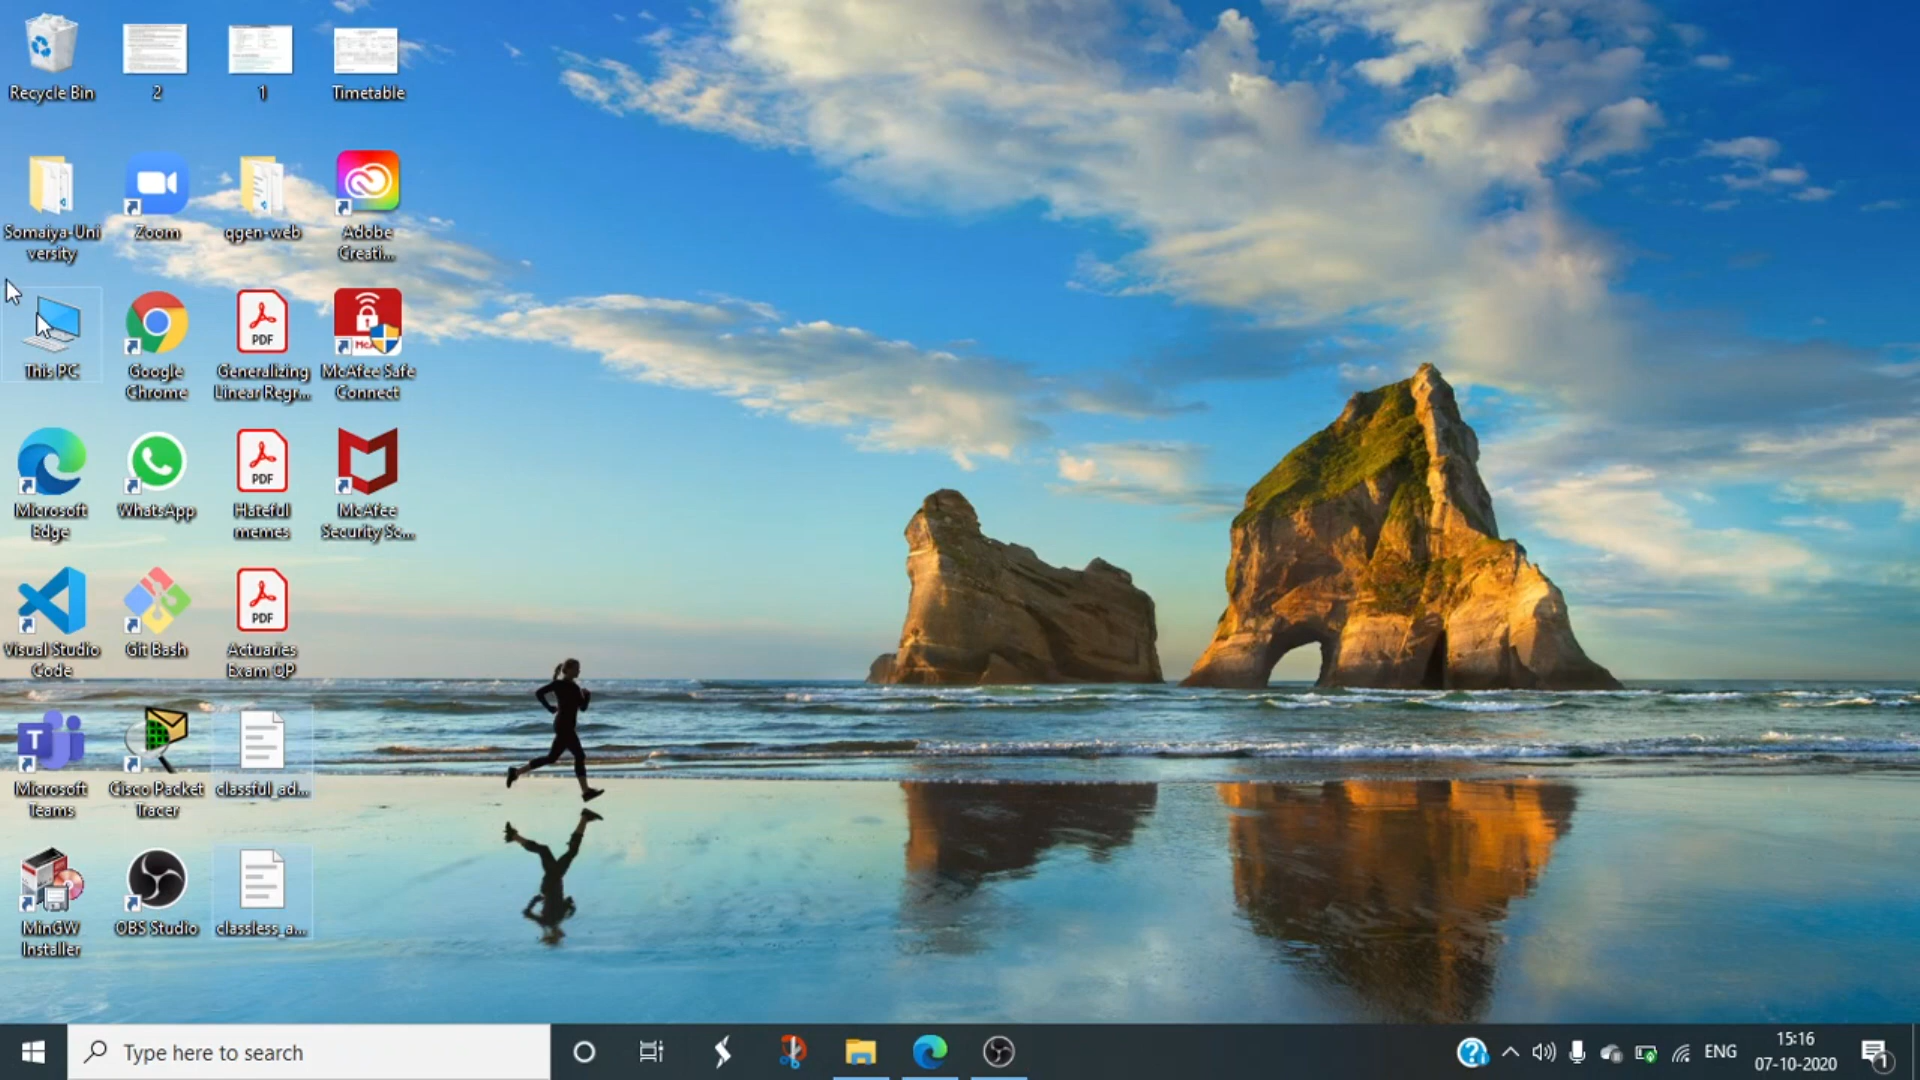 Recycle Bin
2
1
Timetable
Somaiya-Uni
versity
Zoom
qgen-web
Adobe
Creati...
This PC
Google
Chrome
PDF
Generalizing
Linear Regr...
McAfee Safe
Connect
Microsoft
Edge
WhatsApp
PDF
Hateful
memes
McAfee
Security Sc...
Visual Studio
Code
Git Bash
PDF
Actuaries
Exam QP
T
Microsoft
Teams
Cisco Packet
Tracer
classful_ad...
MinGW
Installer
OBS Studio
classless_a...
Type here to search
ENG
15:16
07-10-2020
1